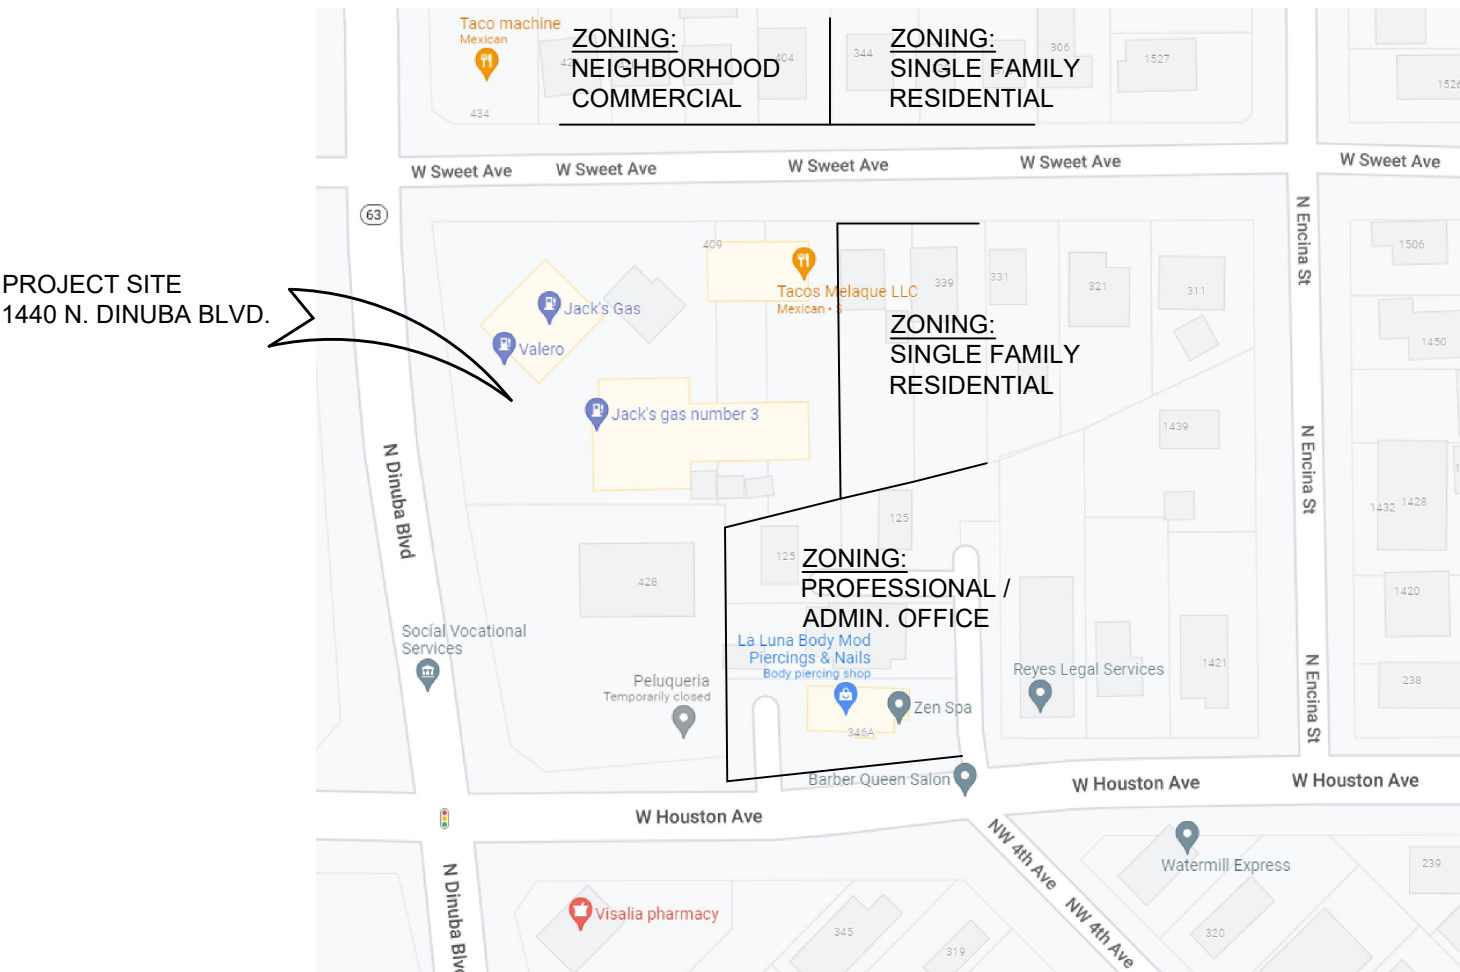 Taco machine
Mexican
434
ZONING:
NEIGHBORHOOD
COMMERCIAL
404
344
ZONING:
SINGLE FAMILY
RESIDENTIAL
306
1527
1526
W Sweet Ave
W Sweet Ave
W Sweet Ave
W Sweet Ave
W Sweet Ave
63
PROJECT SITE
1440 N. DINUBA BLVD.
Jack's Gas
Valero
Jack's gas number 3
409
Tacos Melaque LLC
Mexican · $
339
331
321
311
ZONING:
SINGLE FAMILY
RESIDENTIAL
N Encina St
1506
1450
1439
N Dinuba Blvd
N Encina St
1432
1428
125
125
428
ZONING:
PROFESSIONAL /
ADMIN. OFFICE
1420
Social Vocational
Services
La Luna Body Mod
Piercings & Nails
Body piercing shop
Peluqueria
Temporarily closed
Zen Spa
346A
Reyes Legal Services
1421
N Encina St
238
Barber Queen Salon
W Houston Ave
W Houston Ave
W Houston Ave
N Dinuba Blv
NW 4th Ave
NW 4th Ave
Watermill Express
239
Visalia pharmacy
345
319
320